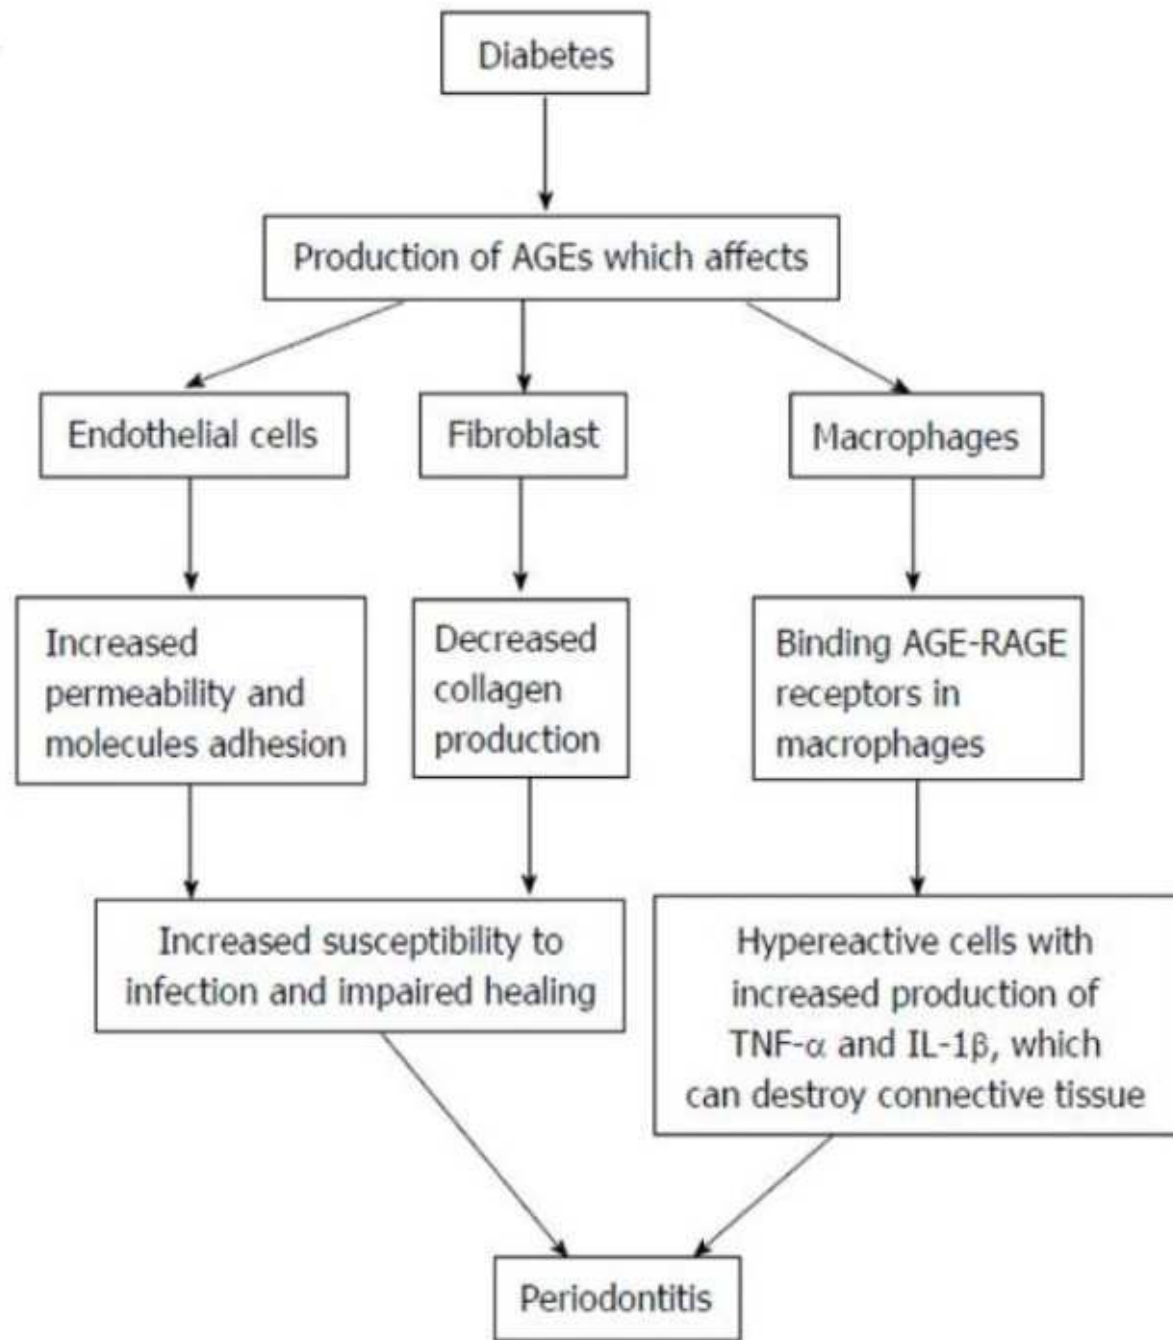 Diabetes
Production of AGEs which affects
Endothelial cells
Fibroblast
Macrophages
Increased
permeability and
molecules adhesion
Decreased
collagen
production
Binding AGE-RAGE
receptors in
macrophages
Increased susceptibility to
infection and impaired healing
Hypereactive cells with
increased production of
TNF-α and IL-1β, which
can destroy connective tissue
Periodontitis